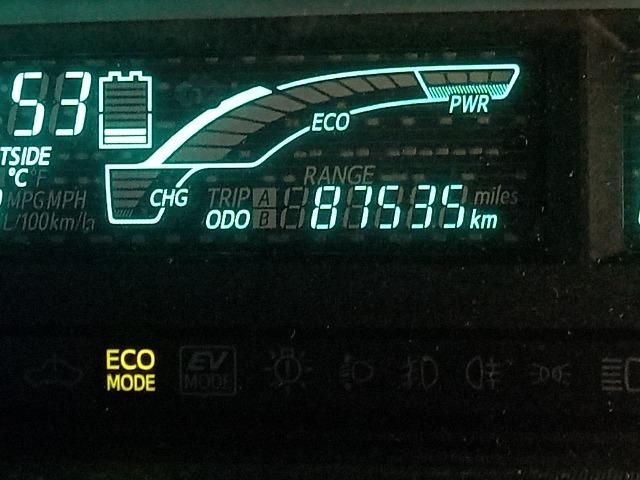 53
PWR
ECO
TSIDE
°C °F
RANGE
MPG MPH
CHG TRIP A miles
L/100km/h
ODO B 87535 km
ECO
MODE
EV
MODE